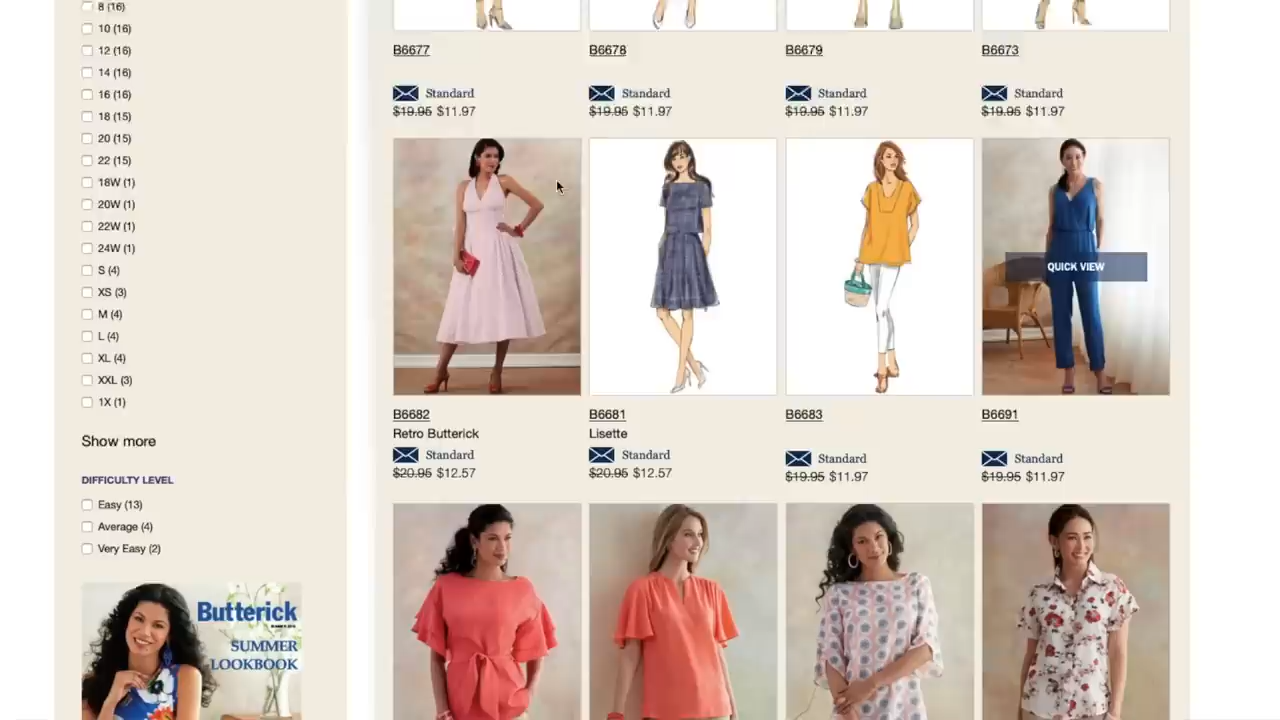 8 (16)
10 (16)
12 (16)
14 (16)
16 (16)
18 (15)
20 (15)
22 (15)
18W (1)
20W (1)
22W (1)
24W (1)
S (4)
XS (3)
M (4)
L (4)
XL (4)
XXL (3)
1X (1)
Show more
DIFFICULTY LEVEL
Easy (13)
Average (4)
Very Easy (2)
Butterick
SUMMER
LOOKBOOK
B6677 B6678 B6679 B6673
Standard Standard Standard Standard
$19.95 $11.97 $19.95 $11.97 $19.95 $11.97 $19.95 $11.97
QUICK VIEW
B6682 B6681 B6683 B6691
Retro Butterick Lisette
Standard Standard Standard Standard
$20.95 $12.57 $20.95 $12.57 $19.95 $11.97 $19.95 $11.97